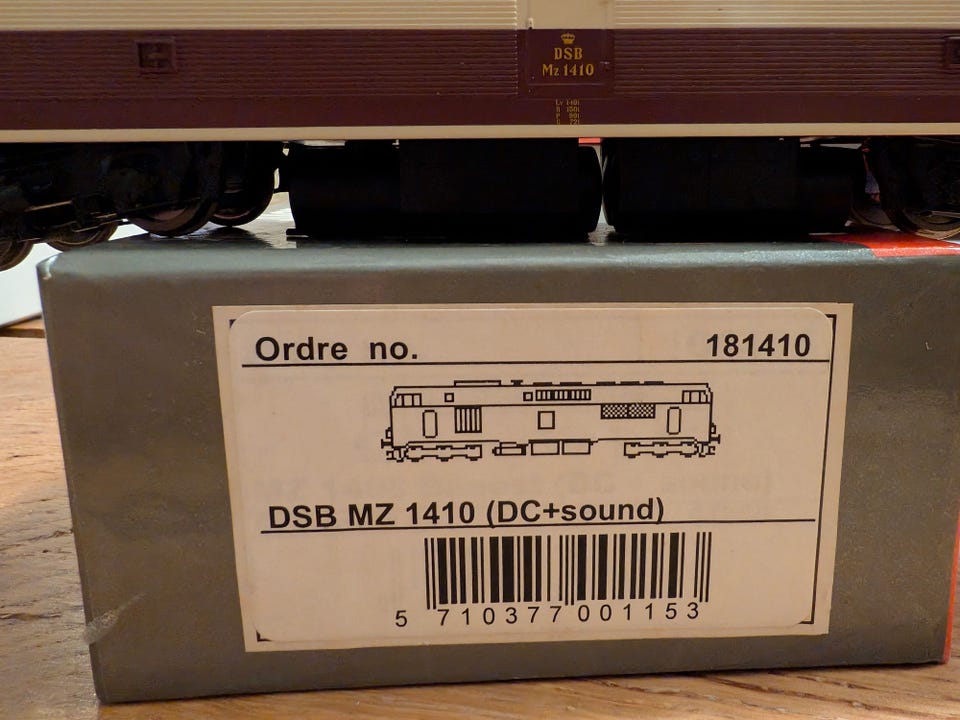 DSB
Mz 1410
Ordre no. 181410
DSB MZ 1410 (DC+sound)
5 710377 001153